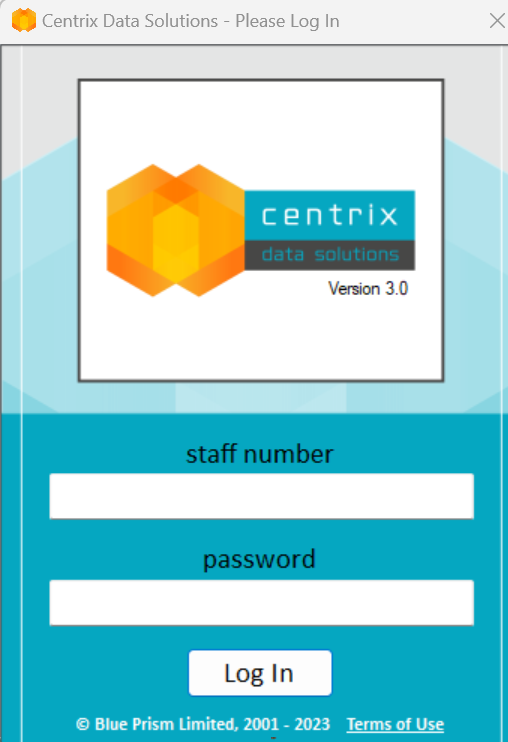 Centrix Data Solutions - Please Log In
centrix
data solutions
Version 3.0
staff number
password
Log In
© Blue Prism Limited, 2001 - 2023 Terms of Use